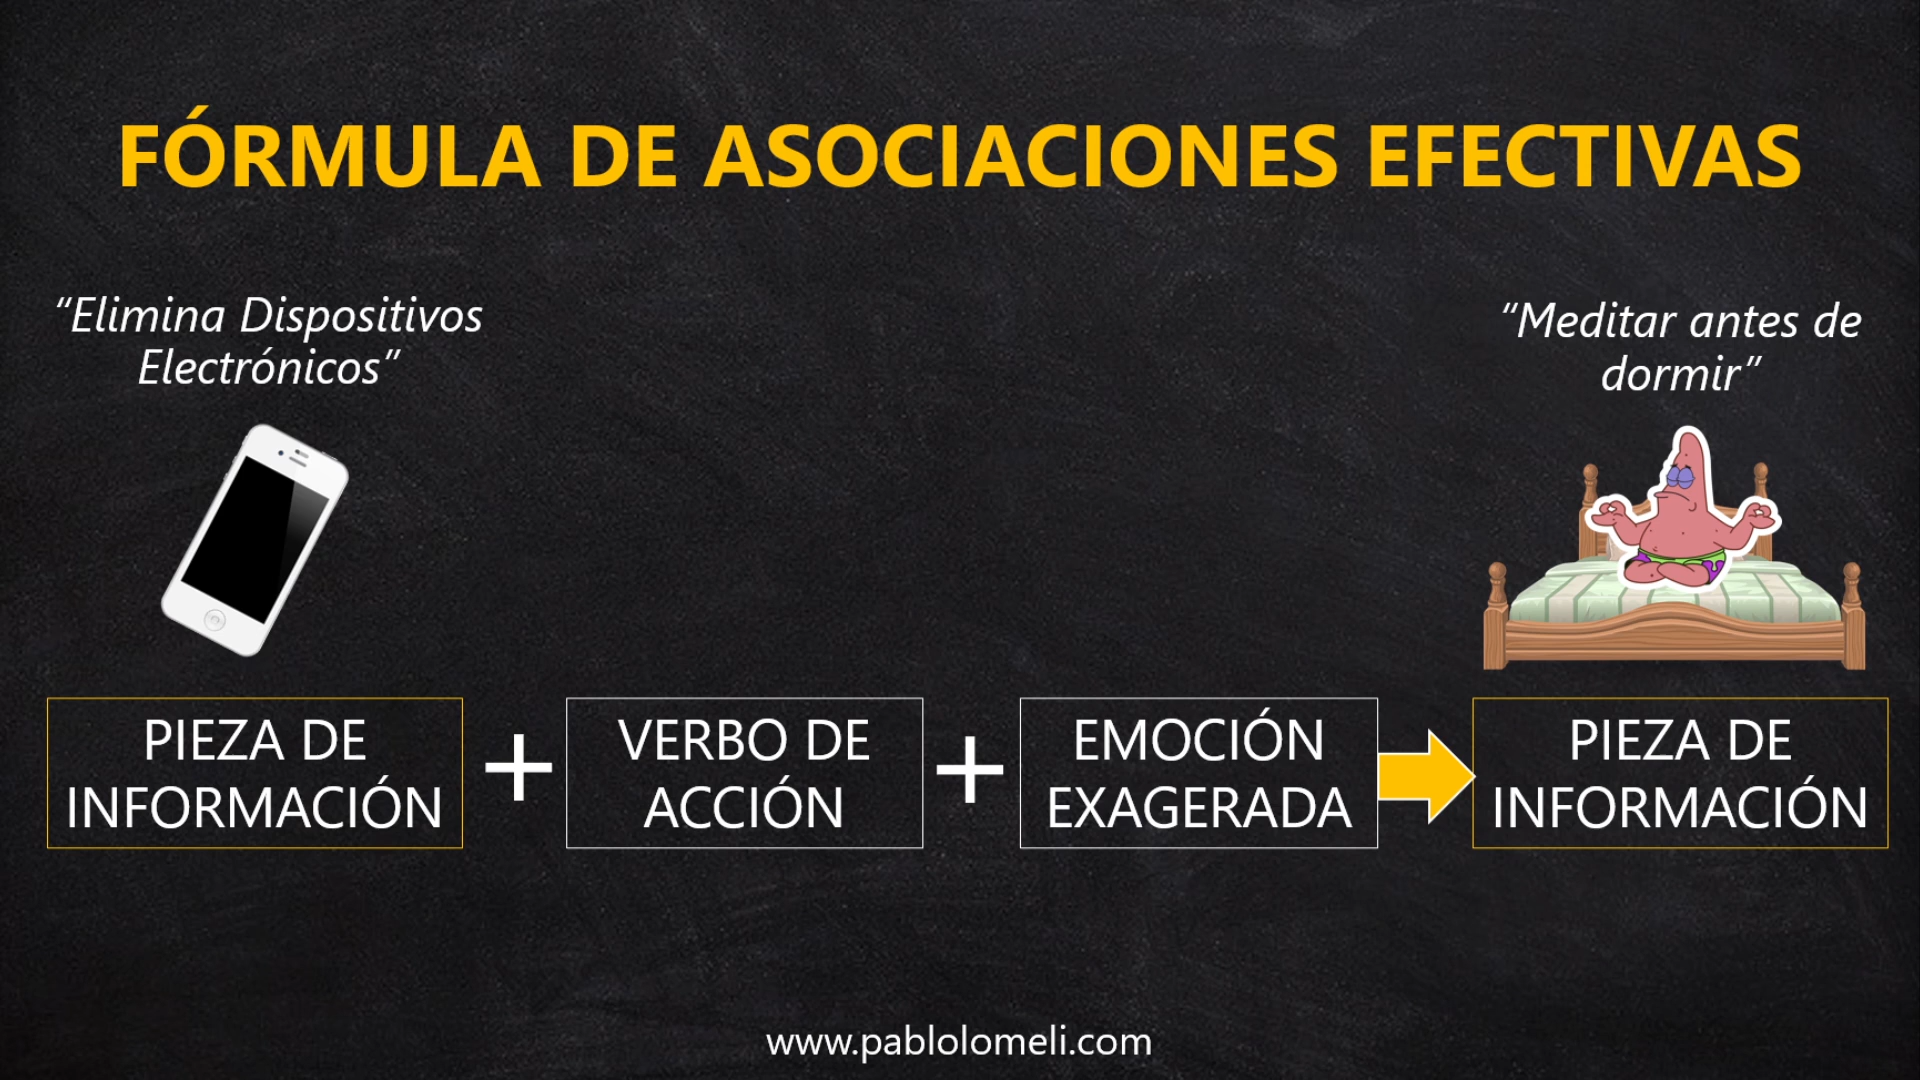 FÓRMULA DE ASOCIACIONES EFECTIVAS
“Elimina Dispositivos
Electrónicos”
“Meditar antes de
dormir”
PIEZA DE
INFORMACIÓN
+
VERBO DE
ACCIÓN
+
EMOCIÓN
EXAGERADA
PIEZA DE
INFORMACIÓN
www.pablolomeli.com